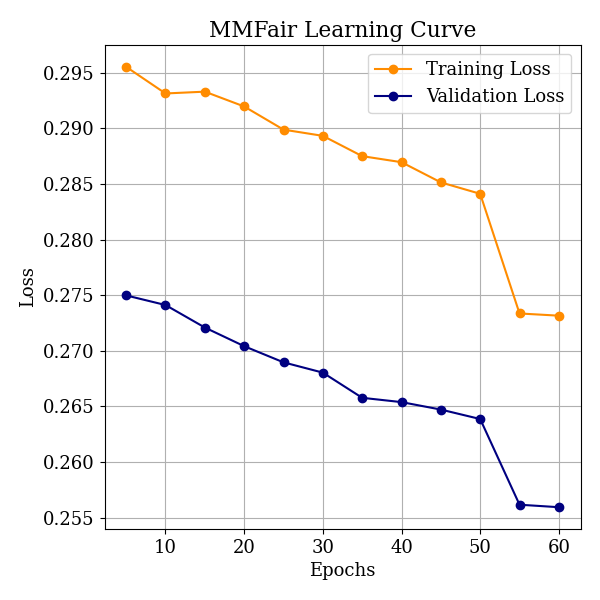 MMFair Learning Curve
Training Loss
Validation Loss
0.295
0.290
0.285
0.280
0.275
0.270
0.265
0.260
0.255
Loss
10 20 30 40 50 60
Epochs